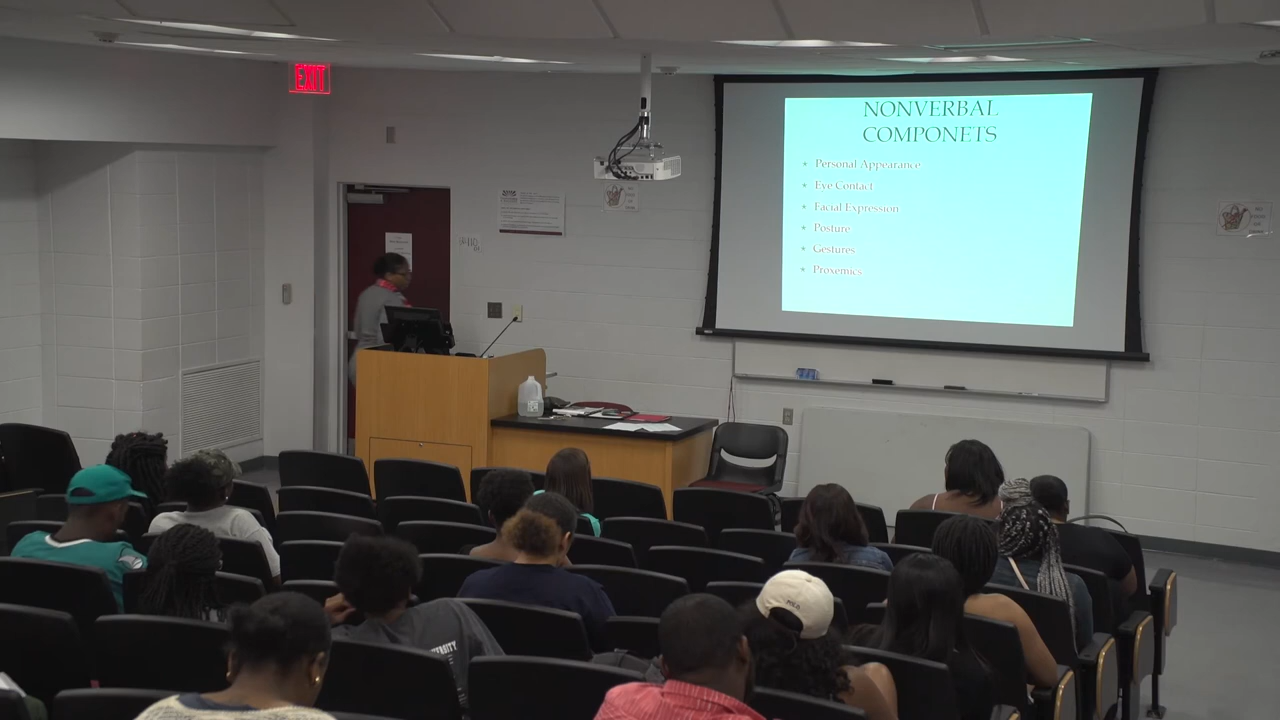 EXIT
NONVERBAL
COMPONETS
* Personal Appearance
* Eye Contact
* Facial Expression
* Posture
* Gestures
* Proxemics